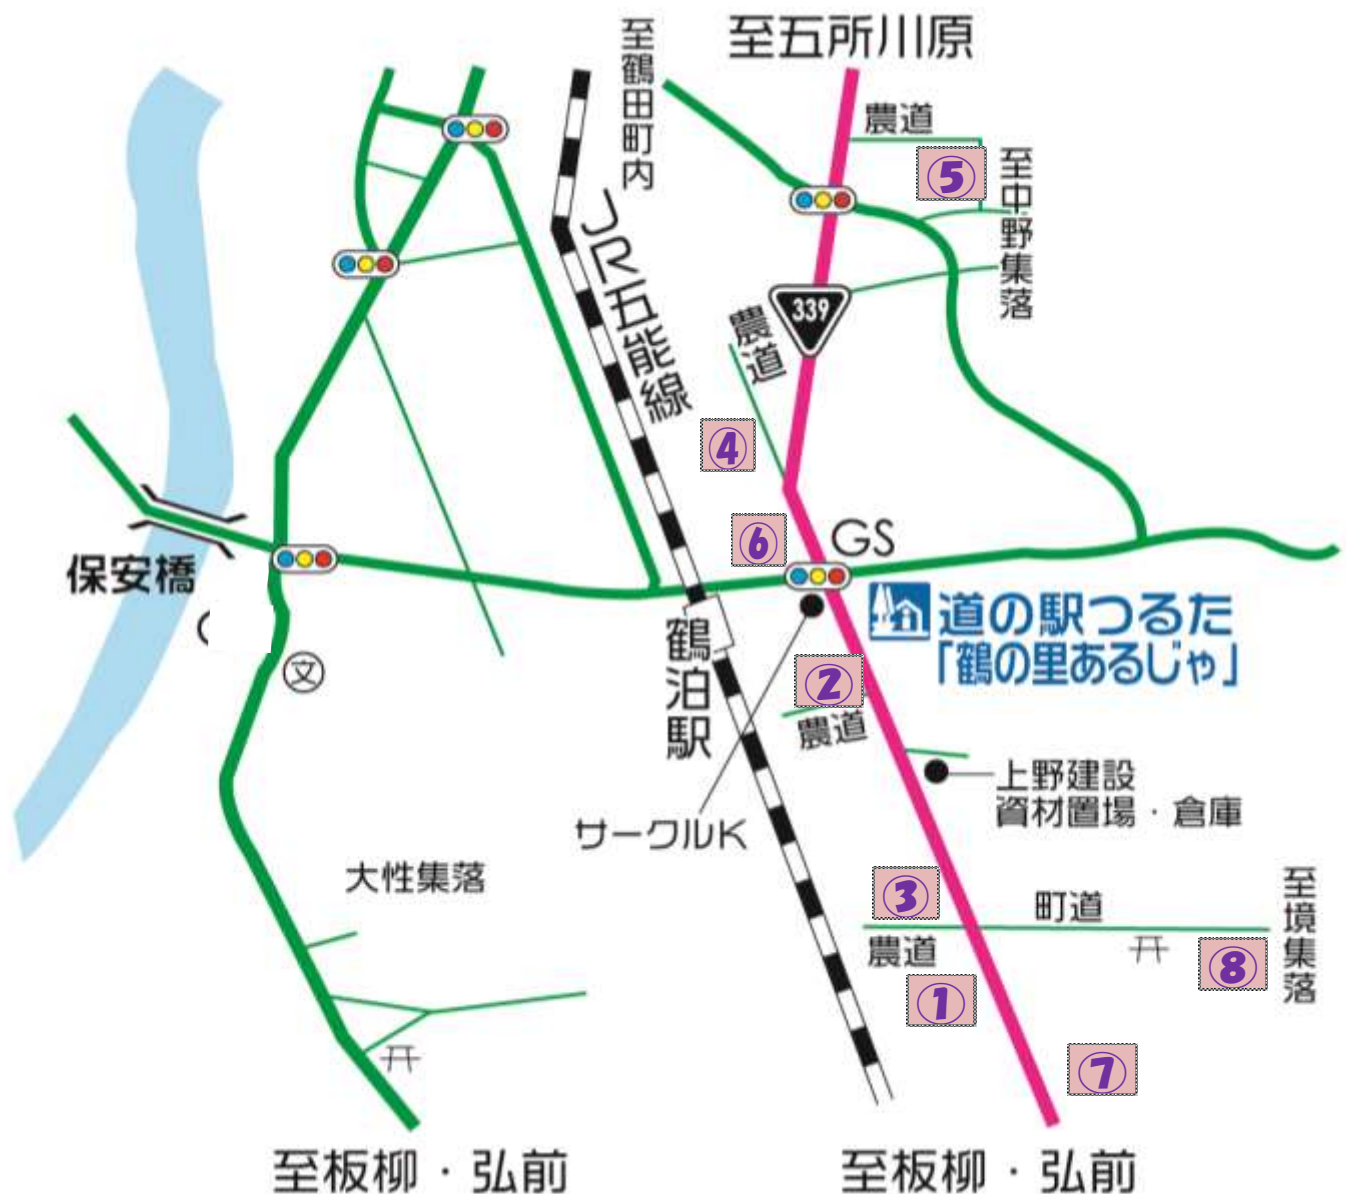 至五所川原
至鶴田町内
農道
⑤
至中野集落
JR五能線
339
農道
④
⑥
GS
保安橋
道の駅つるた
「鶴の里あるじゃ」
文
鶴泊駅
②
農道
上野建設
資材置場・倉庫
サークルK
大性集落
③
町道
至境集落
農道
⑧
①
⑦
至板柳・弘前
至板柳・弘前